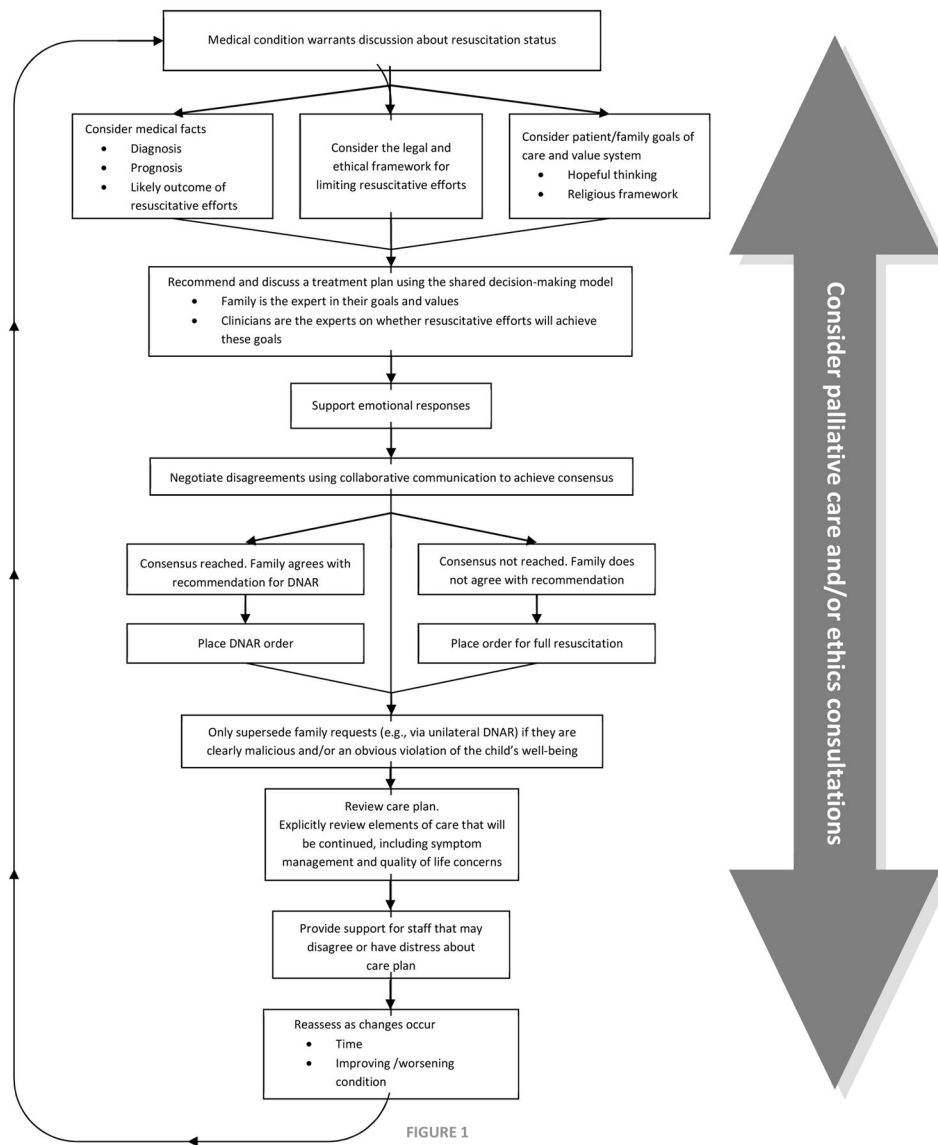 Medical condition warrants discussion about resuscitation status
Consider medical facts
• Diagnosis
• Prognosis
• Likely outcome of
resuscitative efforts
Consider the legal and
ethical framework for
limiting resuscitative efforts
Consider patient/family goals of
care and value system
• Hopeful thinking
• Religious framework
Recommend and discuss a treatment plan using the shared decision-making model
• Family is the expert in their goals and values
• Clinicians are the experts on whether resuscitative efforts will achieve
these goals
Support emotional responses
Negotiate disagreements using collaborative communication to achieve consensus
Consensus reached. Family agrees with
recommendation for DNAR
Consensus not reached. Family does
not agree with recommendation
Place DNAR order
Place order for full resuscitation
Only supersede family requests (e.g., via unilateral DNAR) if they are
clearly malicious and/or an obvious violation of the child's well-being
Review care plan.
Explicitly review elements of care that will
be continued, including symptom
management and quality of life concerns
Provide support for staff that may
disagree or have distress about
care plan
Reassess as changes occur
• Time
• Improving /worsening
condition
Consider palliative care and/or ethics consultations
FIGURE 1